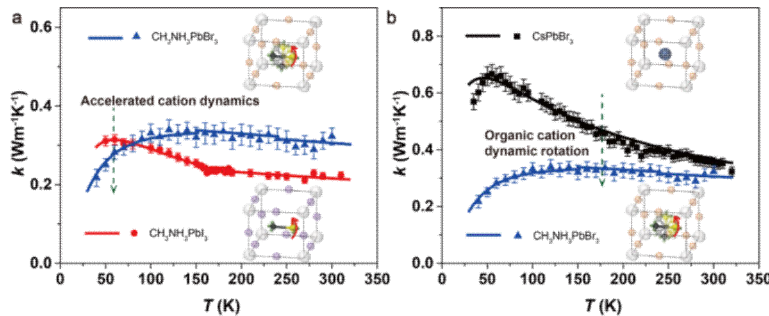 a
0.6
0.4
0.2
0.0
k (Wm⁻¹K⁻¹)
CH₃NH₃PbBr₃
Accelerated cation dynamics
CH₃NH₃PbI₃
0 50 100 150 200 250 300 350
T (K)
b
0.8
0.6
0.4
0.2
0.0
k (Wm⁻¹K⁻¹)
CsPbBr₃
Organic cation
dynamic rotation
CH₃NH₃PbBr₃
0 50 100 150 200 250 300 350
T (K)